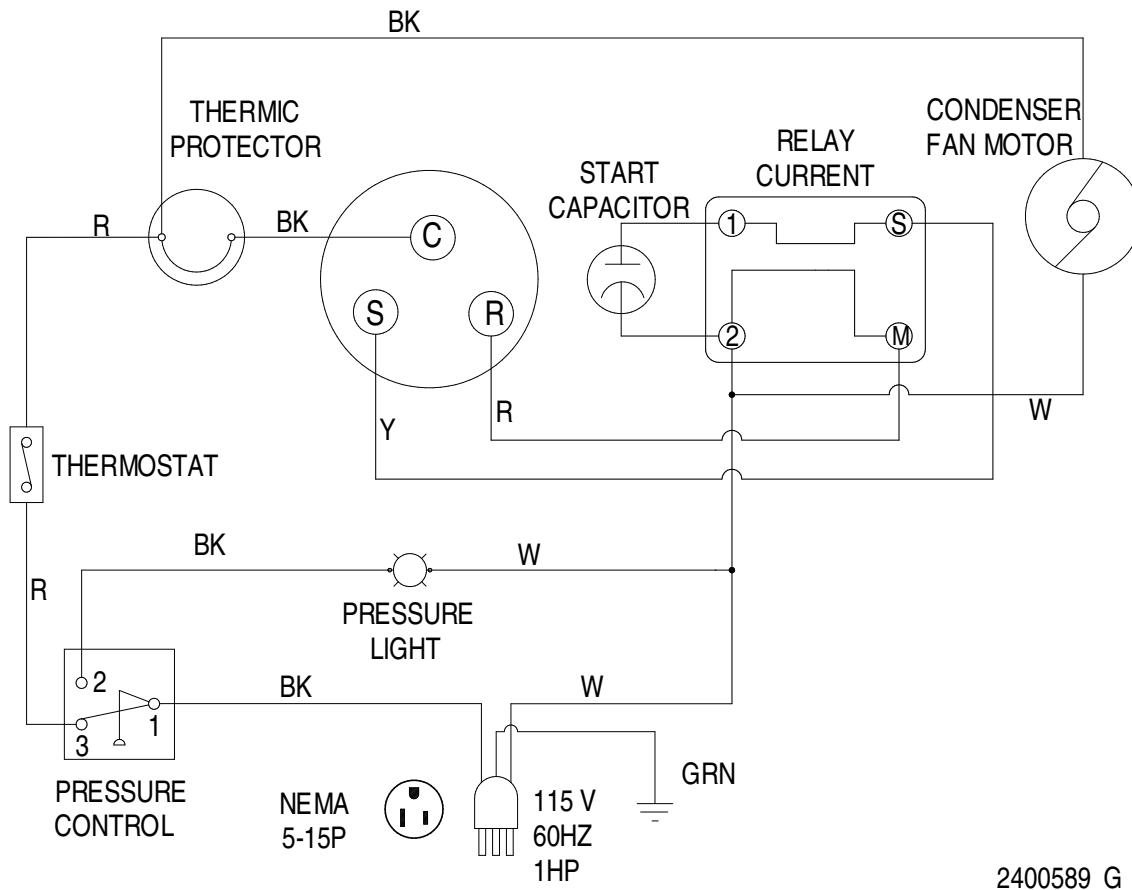 BK
THERMIC
PROTECTOR
CONDENSER
FAN MOTOR
RELAY
CURRENT
START
CAPACITOR
R
BK
C
S
R
1
S
2
M
Y
R
W
THERMOSTAT
BK
W
R
PRESSURE
LIGHT
2
1
3
BK
W
PRESSURE
CONTROL
NEMA
5-15P
115 V
60HZ
1HP
GRN
2400589 G